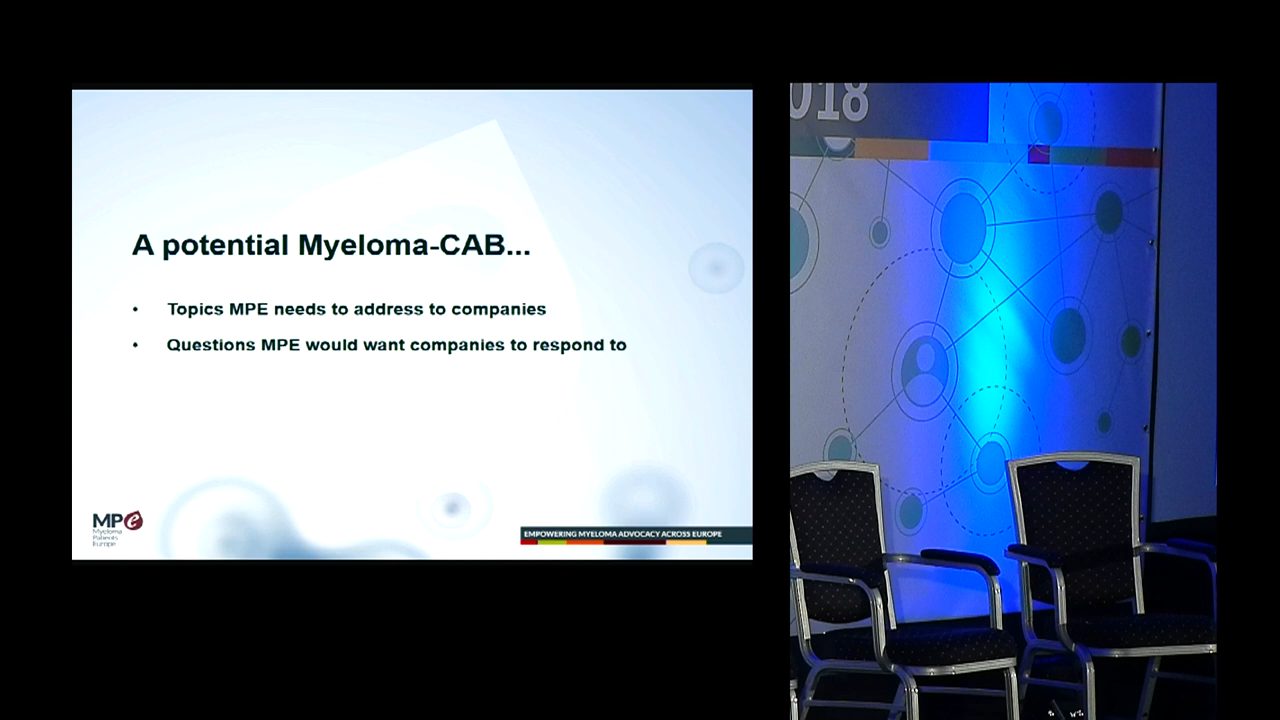 A potential Myeloma-CAB...
• Topics MPE needs to address to companies
• Questions MPE would want companies to respond to
MPe
Myeloma
Patients
Europe
EMPOWERING MYELOMA ADVOCACY ACROSS EUROPE
018